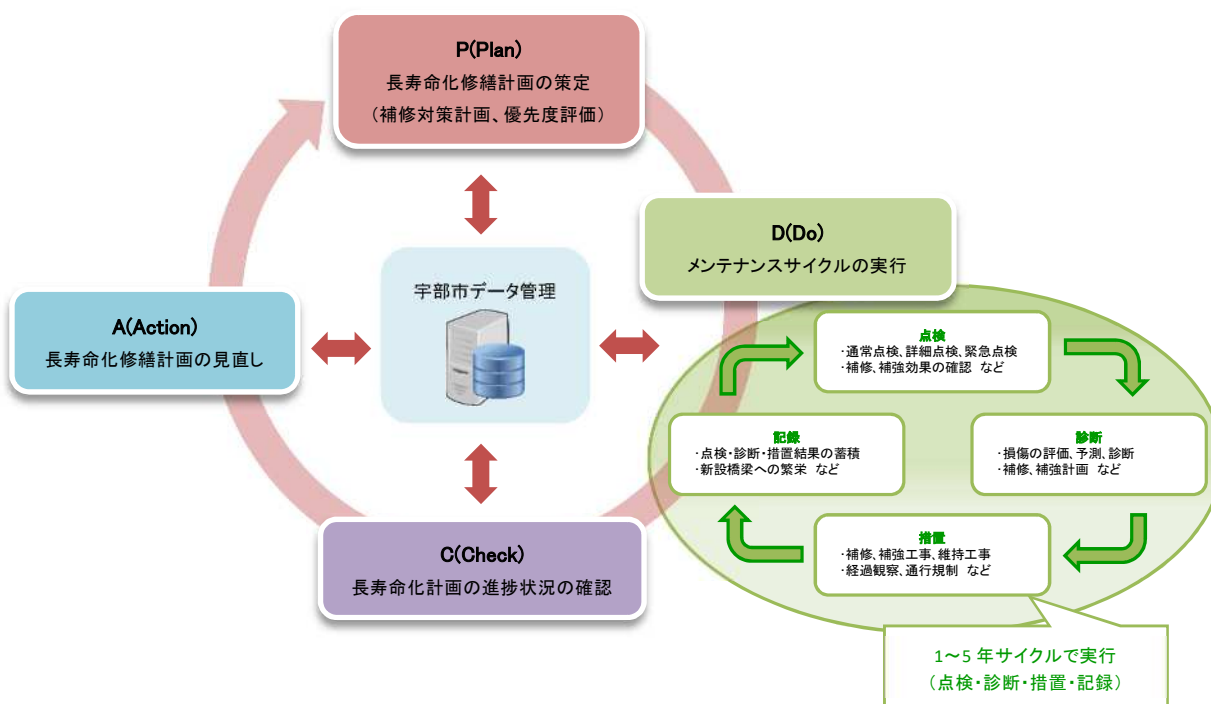 P(Plan)
長寿命化修繕計画の策定
（補修対策計画、優先度評価）
D(Do)
メンテナンスサイクルの実行
宇部市データ管理
A(Action)
長寿命化修繕計画の見直し
点検
・通常点検、詳細点検、緊急点検
・補修、補強効果の確認 など
記録
・点検・診断・措置結果の蓄積
・新設橋梁への繁栄 など
診断
・損傷の評価、予測、診断
・補修、補強計画 など
措置
・補修、補強工事、維持工事
・経過観察、通行規制 など
C(Check)
長寿命化計画の進捗状況の確認
1～5 年サイクルで実行
（点検・診断・措置・記録）